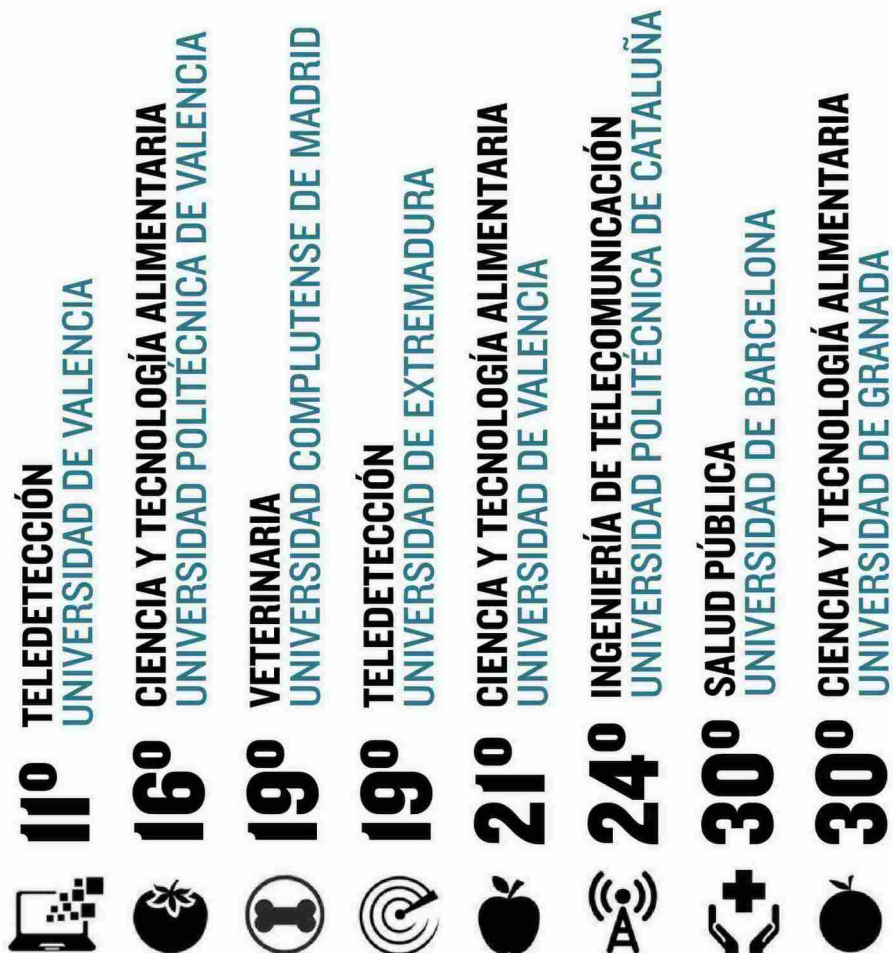 11º
TELEDETECCIÓN
UNIVERSIDAD DE VALENCIA
16º
CIENCIA Y TECNOLOGÍA ALIMENTARIA
UNIVERSIDAD POLITÉCNICA DE VALENCIA
19º
VETERINARIA
UNIVERSIDAD COMPLUTENSE DE MADRID
19º
TELEDETECCIÓN
UNIVERSIDAD DE EXTREMADURA
21º
CIENCIA Y TECNOLOGÍA ALIMENTARIA
UNIVERSIDAD DE VALENCIA
24º
INGENIERÍA DE TELECOMUNICACIÓN
UNIVERSIDAD POLITÉCNICA DE CATALUÑA
30º
SALUD PÚBLICA
UNIVERSIDAD DE BARCELONA
30º
CIENCIA Y TECNOLOGIÁ ALIMENTARIA
UNIVERSIDAD DE GRANADA